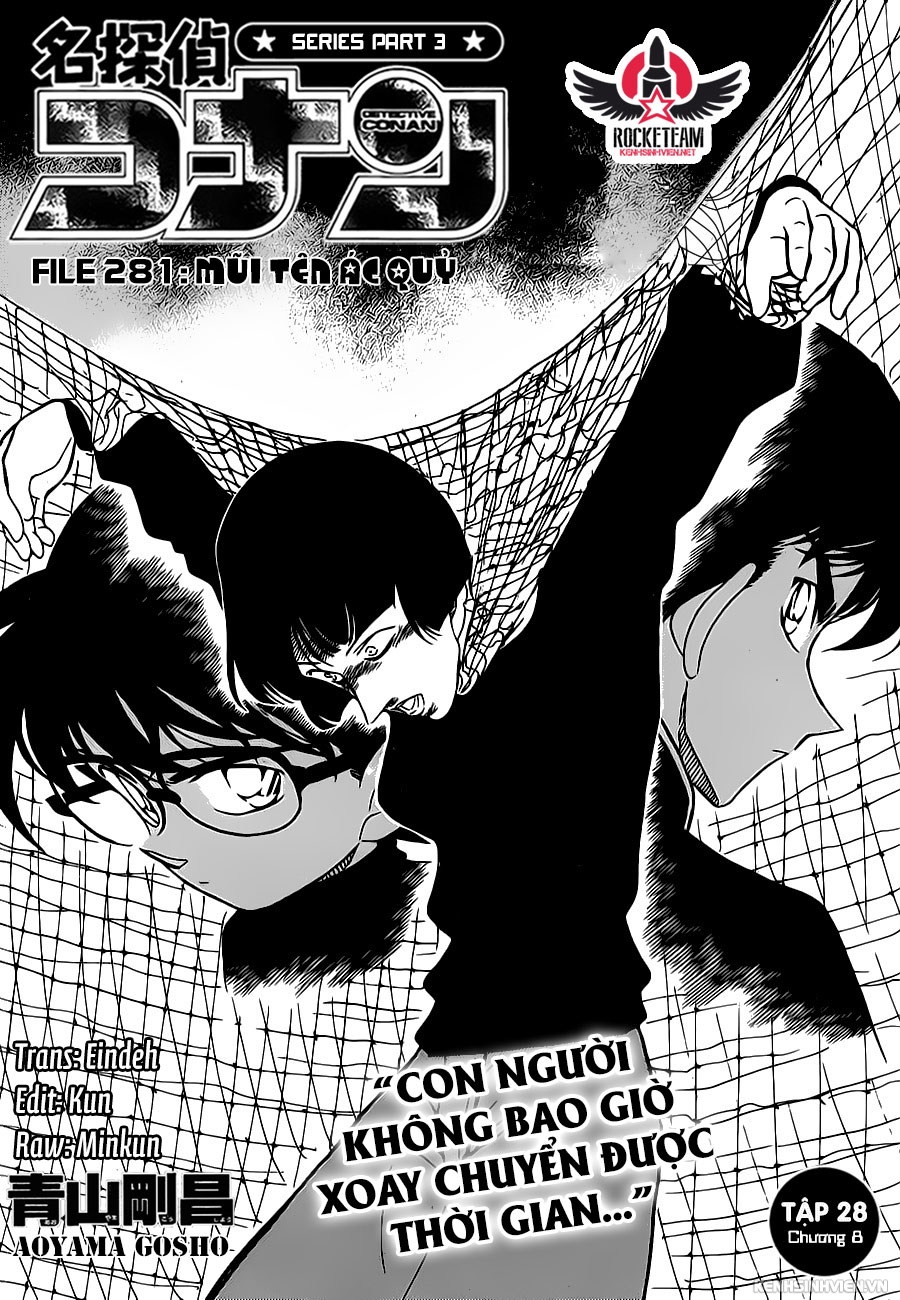 名探偵
★ SERIES PART 3 ★
コナン
DETECTIVE
CONAN
ROCKETEAM
KENHSINHVIEN.NET
FILE 281: MŨI TÊN ÁC QUỶ
Trans: Eindeh
Edit: Kun
Raw: Minkun
青山剛昌
AOYAMA GOSHO
“CON NGƯỜI
KHÔNG BAO GIỜ
XOAY CHUYỂN ĐƯỢC
THỜI GIAN...”
TẬP 28
Chương 8
KENHSINHVIEN.VN